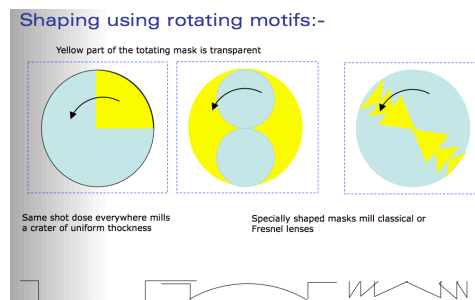 Shaping using rotating motifs:-
Yellow part of the totating mask is transparent
Same shot dose everywhere mills
a crater of uniform thockness
Specially shaped masks mill classical or
Fresnel lenses